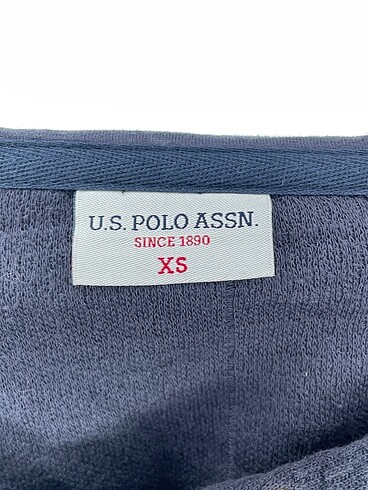 U.S. POLO ASSN.
SINCE 1890
XS